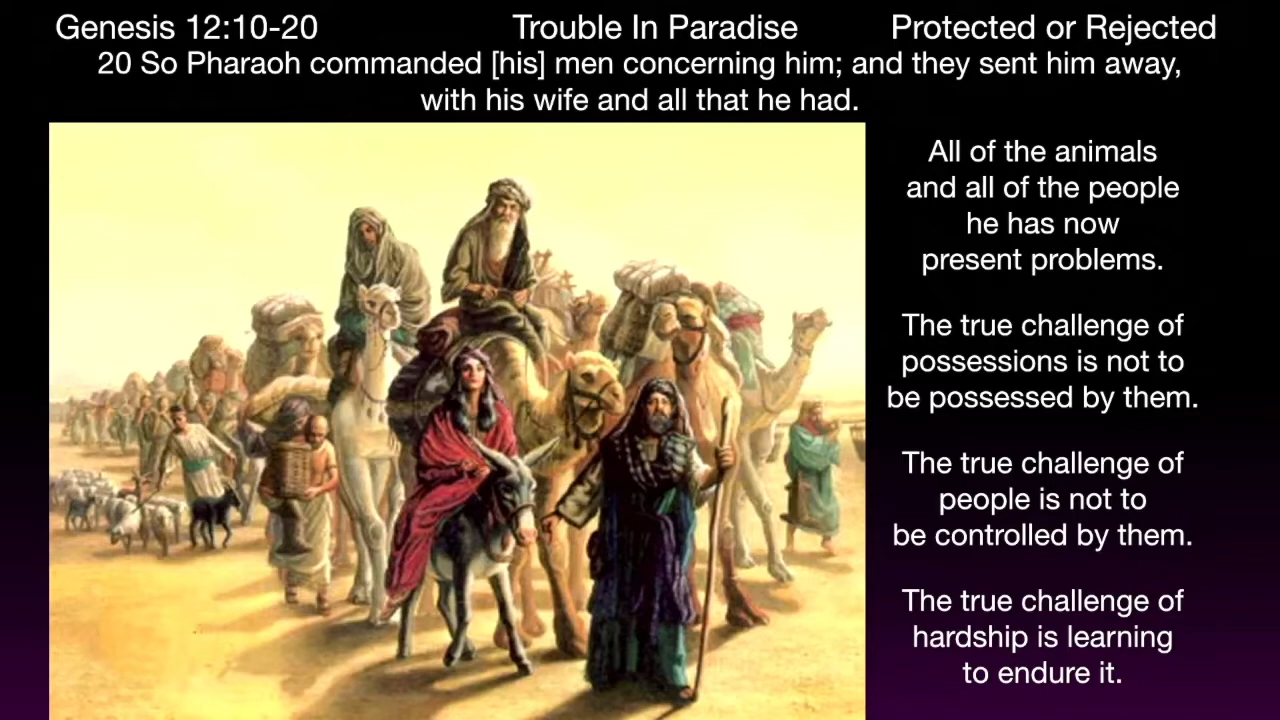 Genesis 12:10-20 Trouble In Paradise Protected or Rejected
20 So Pharaoh commanded [his] men concerning him; and they sent him away,
with his wife and all that he had.
All of the animals
and all of the people
he has now
present problems.
The true challenge of
possessions is not to
be possessed by them.
The true challenge of
people is not to
be controlled by them.
The true challenge of
hardship is learning
to endure it.